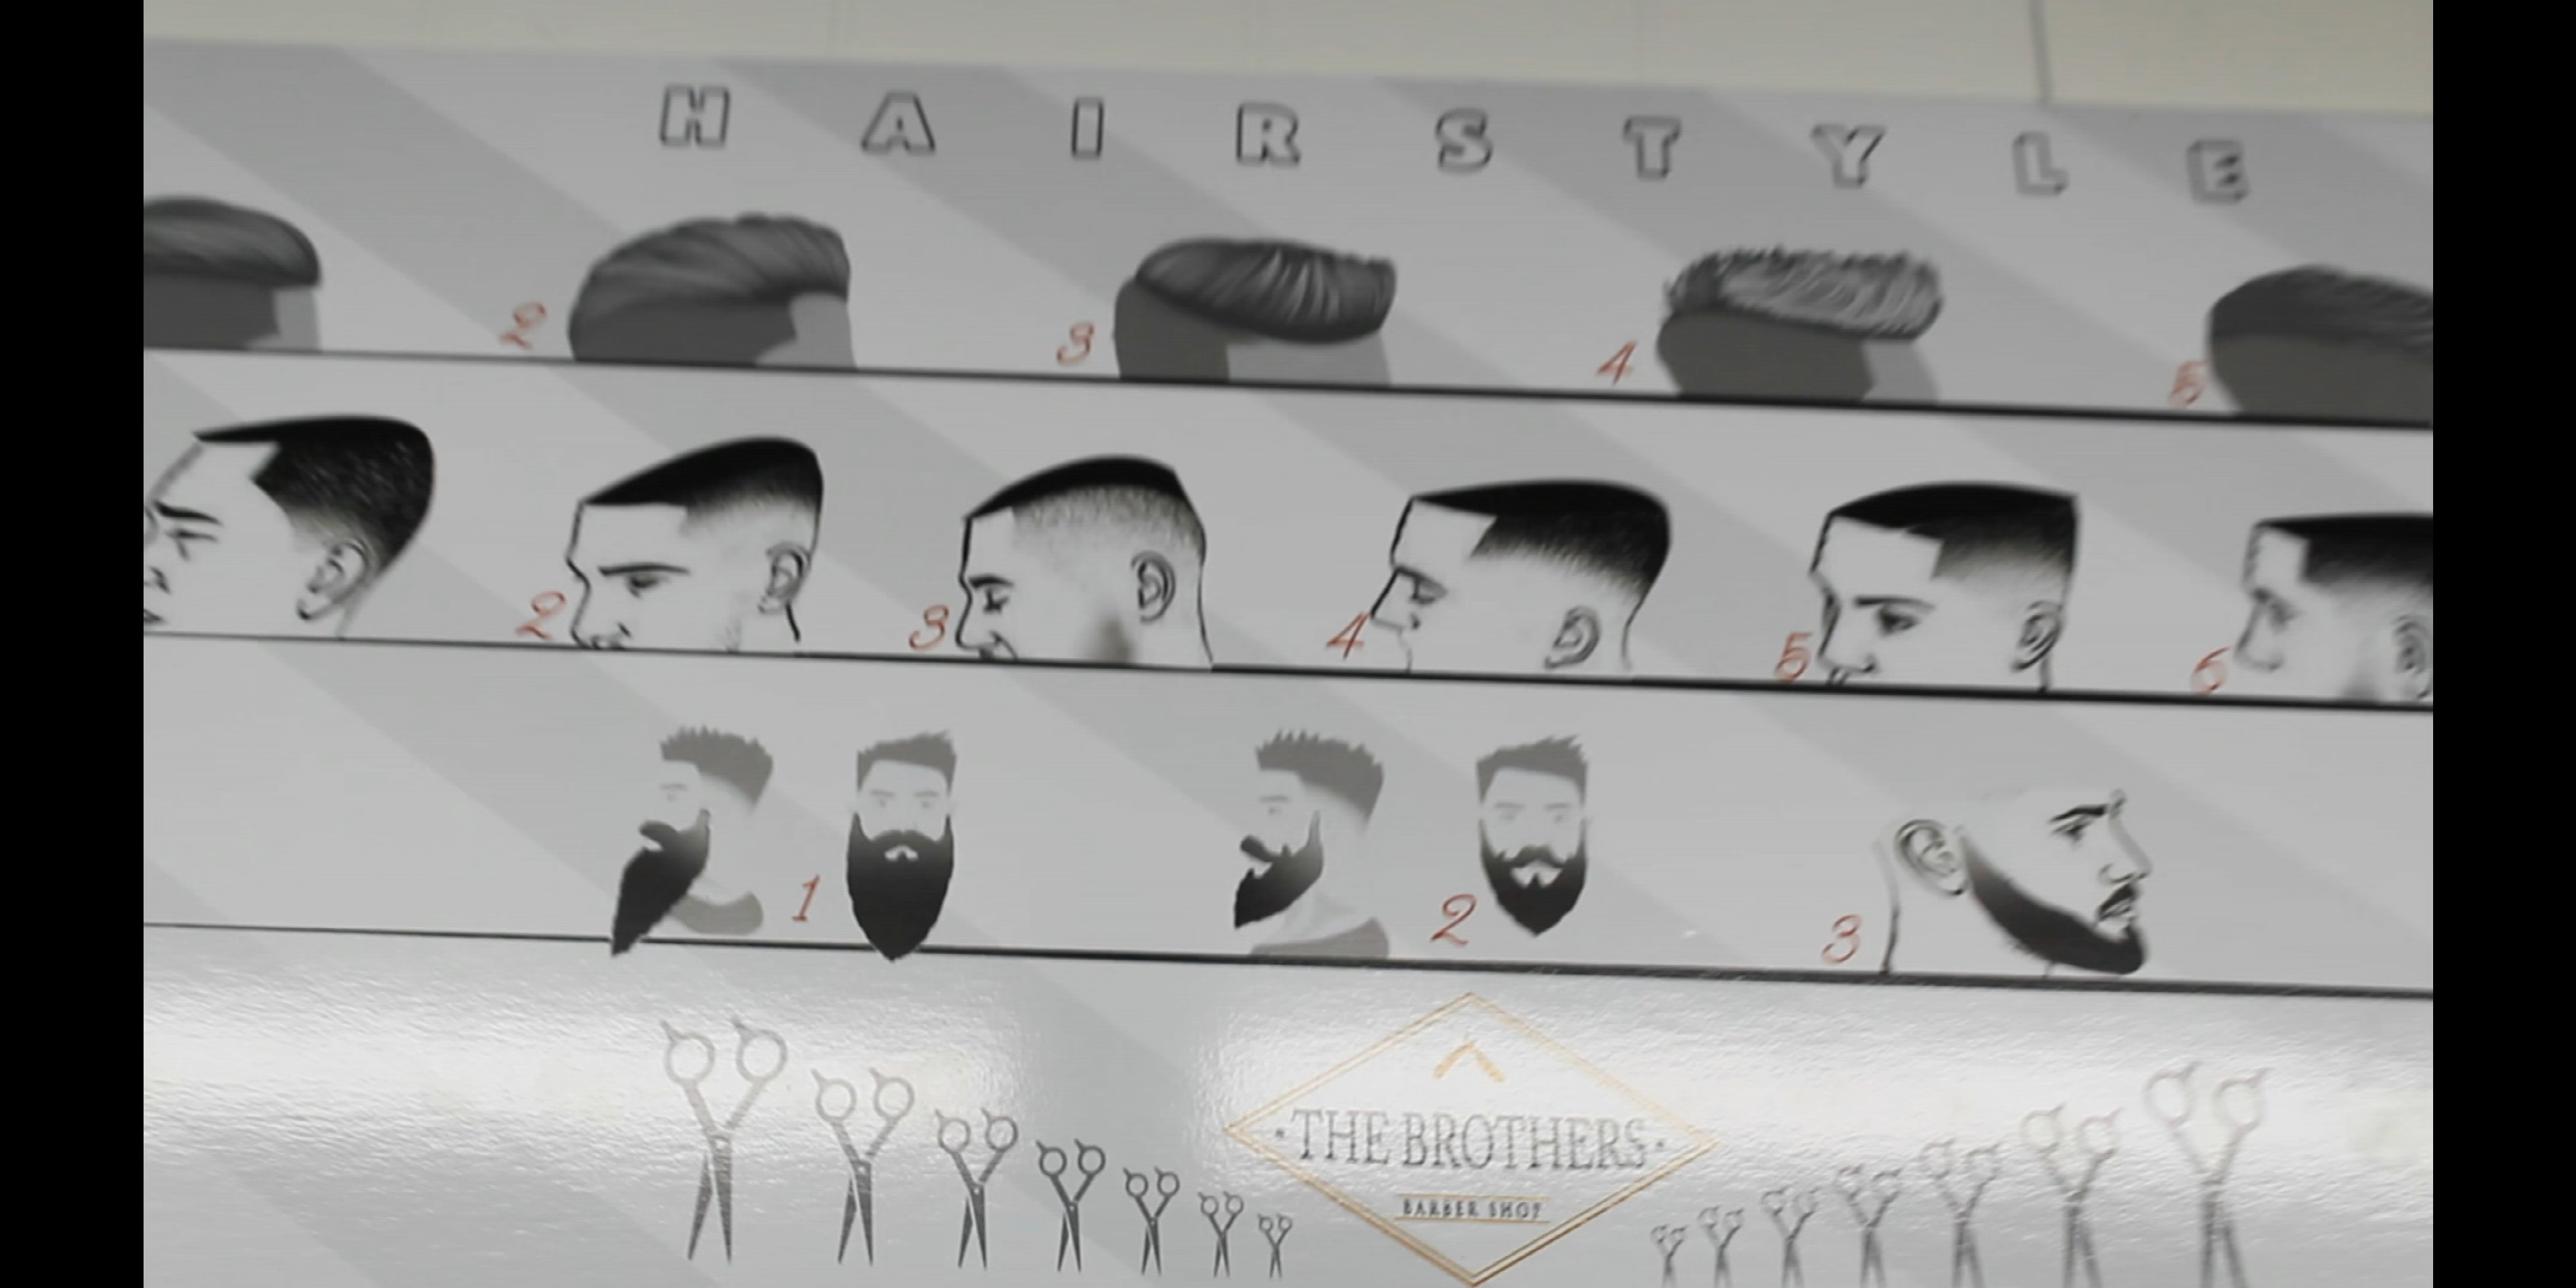 HAIRSTYLE
2 3 4 5
2 3 4 5 6
1 2 3
THE BROTHERS
BARBER SHOP